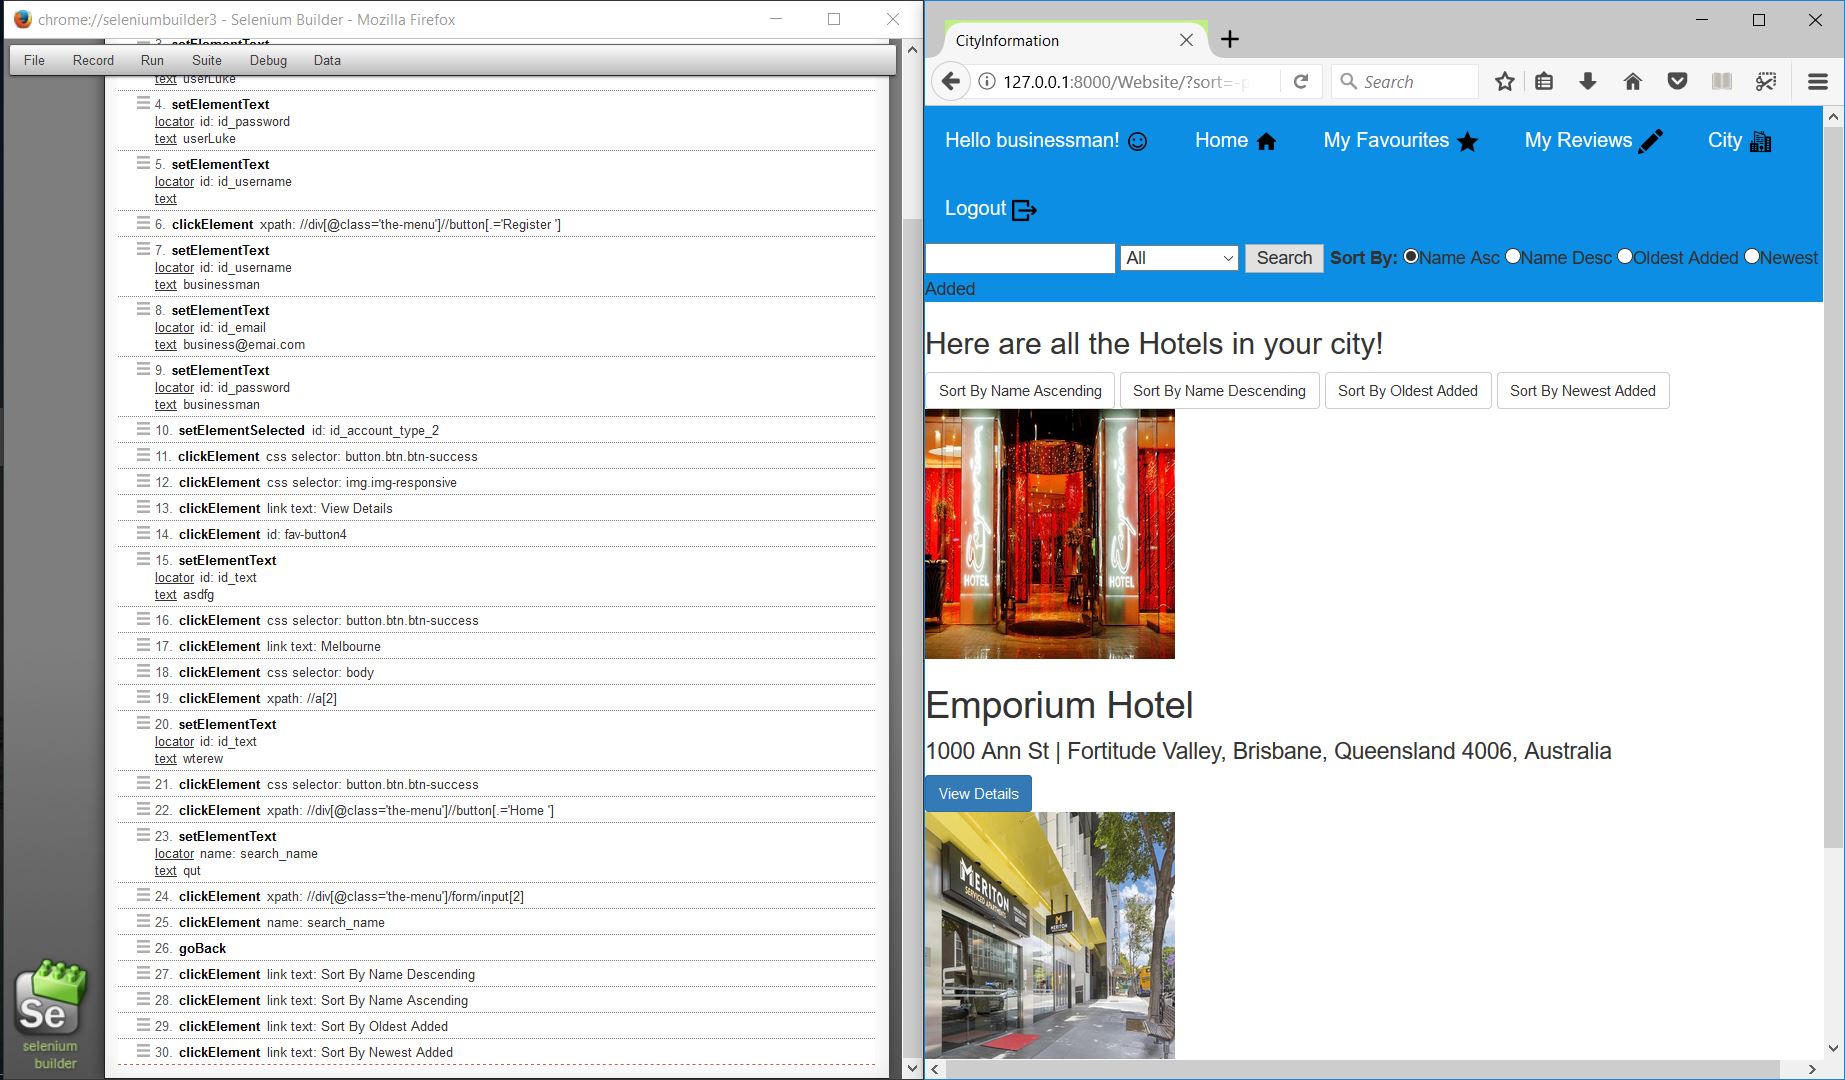 chrome://seleniumbuilder3 - Selenium Builder - Mozilla Firefox
3. setElementText
File Record Run Suite Debug Data
text userLuke
4. setElementText
locator id: id_password
text userLuke
5. setElementText
locator id: id_username
text
6. clickElement xpath: //div[@class='the-menu']//button[.='Register ']
7. setElementText
locator id: id_username
text businessman
8. setElementText
locator id: id_email
text business@emai.com
9. setElementText
locator id: id_password
text businessman
10. setElementSelected id: id_account_type_2
11. clickElement css selector: button.btn.btn-success
12. clickElement css selector: img.img-responsive
13. clickElement link text: View Details
14. clickElement id: fav-button4
15. setElementText
locator id: id_text
text asdfg
16. clickElement css selector: button.btn.btn-success
17. clickElement link text: Melbourne
18. clickElement css selector: body
19. clickElement xpath: //a[2]
20. setElementText
locator id: id_text
text wterew
21. clickElement css selector: button.btn.btn-success
22. clickElement xpath: //div[@class='the-menu']//button[.='Home ']
23. setElementText
locator name: search_name
text qut
24. clickElement xpath: //div[@class='the-menu']/form/input[2]
25. clickElement name: search_name
26. goBack
27. clickElement link text: Sort By Name Descending
28. clickElement link text: Sort By Name Ascending
29. clickElement link text: Sort By Oldest Added
30. clickElement link text: Sort By Newest Added
Se
selenium
builder
CityInformation
127.0.0.1:8000/Website/?sort=-p
Search
Hello businessman! Home My Favourites My Reviews City
Logout
All Search Sort By: Name Asc Name Desc Oldest Added Newest
Added
Here are all the Hotels in your city!
Sort By Name Ascending Sort By Name Descending Sort By Oldest Added Sort By Newest Added
HOTEL HOTEL
Emporium Hotel
1000 Ann St | Fortitude Valley, Brisbane, Queensland 4006, Australia
View Details
MERITON
SERVICED APARTMENTS
M
MERITON